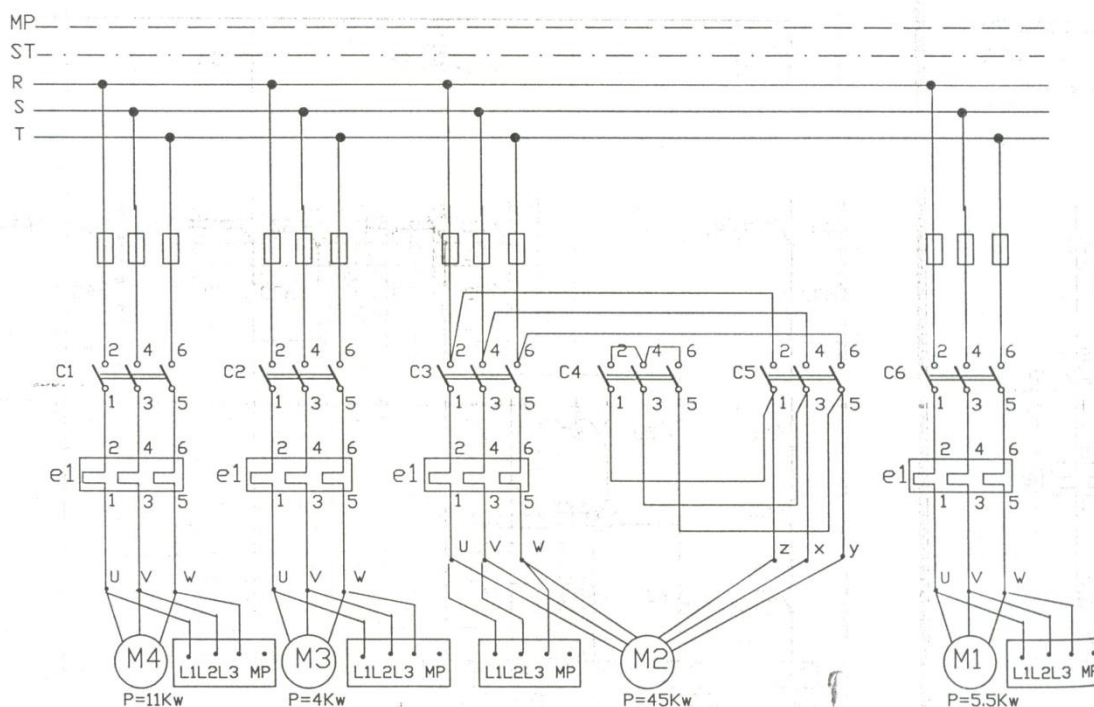 MP
ST
R
S
T
2 4 6 2 4 6 2 4 6 2 4 6 2 4 6 2 4 6
C1 C2 C3 C4 C5 C6
1 3 5 1 3 5 1 3 5 1 3 5 1 3 5 1 3 5
2 4 6 2 4 6 2 4 6 2 4 6
e1 e1 e1 e1
1 3 5 1 3 5 1 3 5 1 3 5
U V W z x y
U V W U V W U V W
M4 M3 M2 M1
L1L2L3 MP L1L2L3 MP L1L2L3 MP L1L2L3 MP
P=11Kw P=4Kw P=45Kw P=5.5Kw